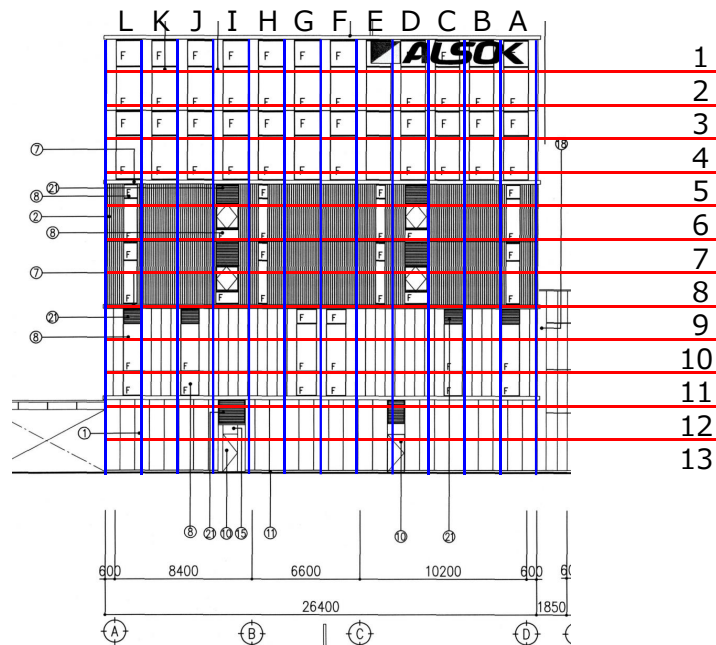 L K J I H G F E D C B A
ALSOK
1
F F F F F F F F F F
2
F F F F F F F F F F F
3
F F F F F F F F F F F
4
F F F F F F F F F F F
18
7
21
8 F F F F
5
2
6
8
F F F F
7
7
F F F F F F
8
21
F F
9
8
F F F F F F
10
F F F F F F
11
12
1
13
8 21 10 15 11 10 21
600 8400 6600 10200 600
26400 1850
A B C D